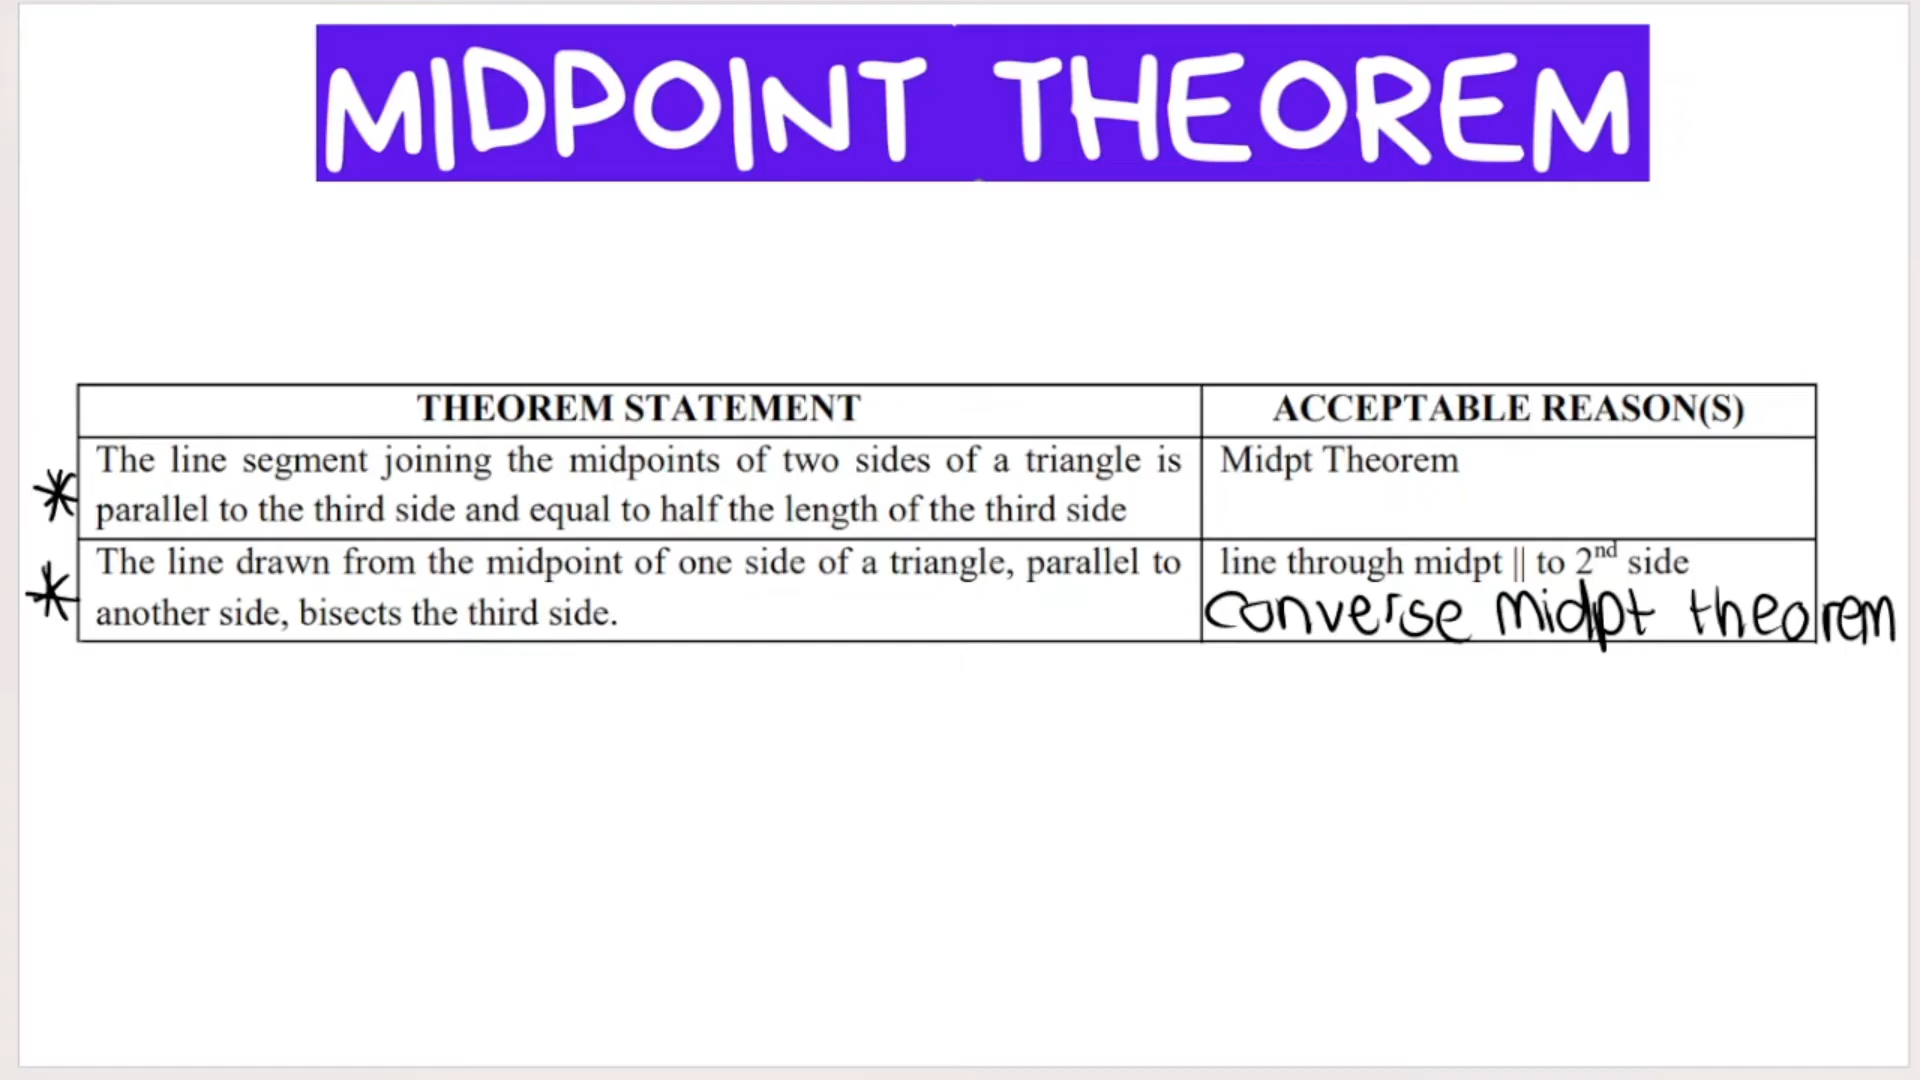 MIDPOINT THEOREM
THEOREM STATEMENT
ACCEPTABLE REASON(S)
The line segment joining the midpoints of two sides of a triangle is
parallel to the third side and equal to half the length of the third side
Midpt Theorem
The line drawn from the midpoint of one side of a triangle, parallel to
another side, bisects the third side.
line through midpt || to 2nd side
converse midpt theorem